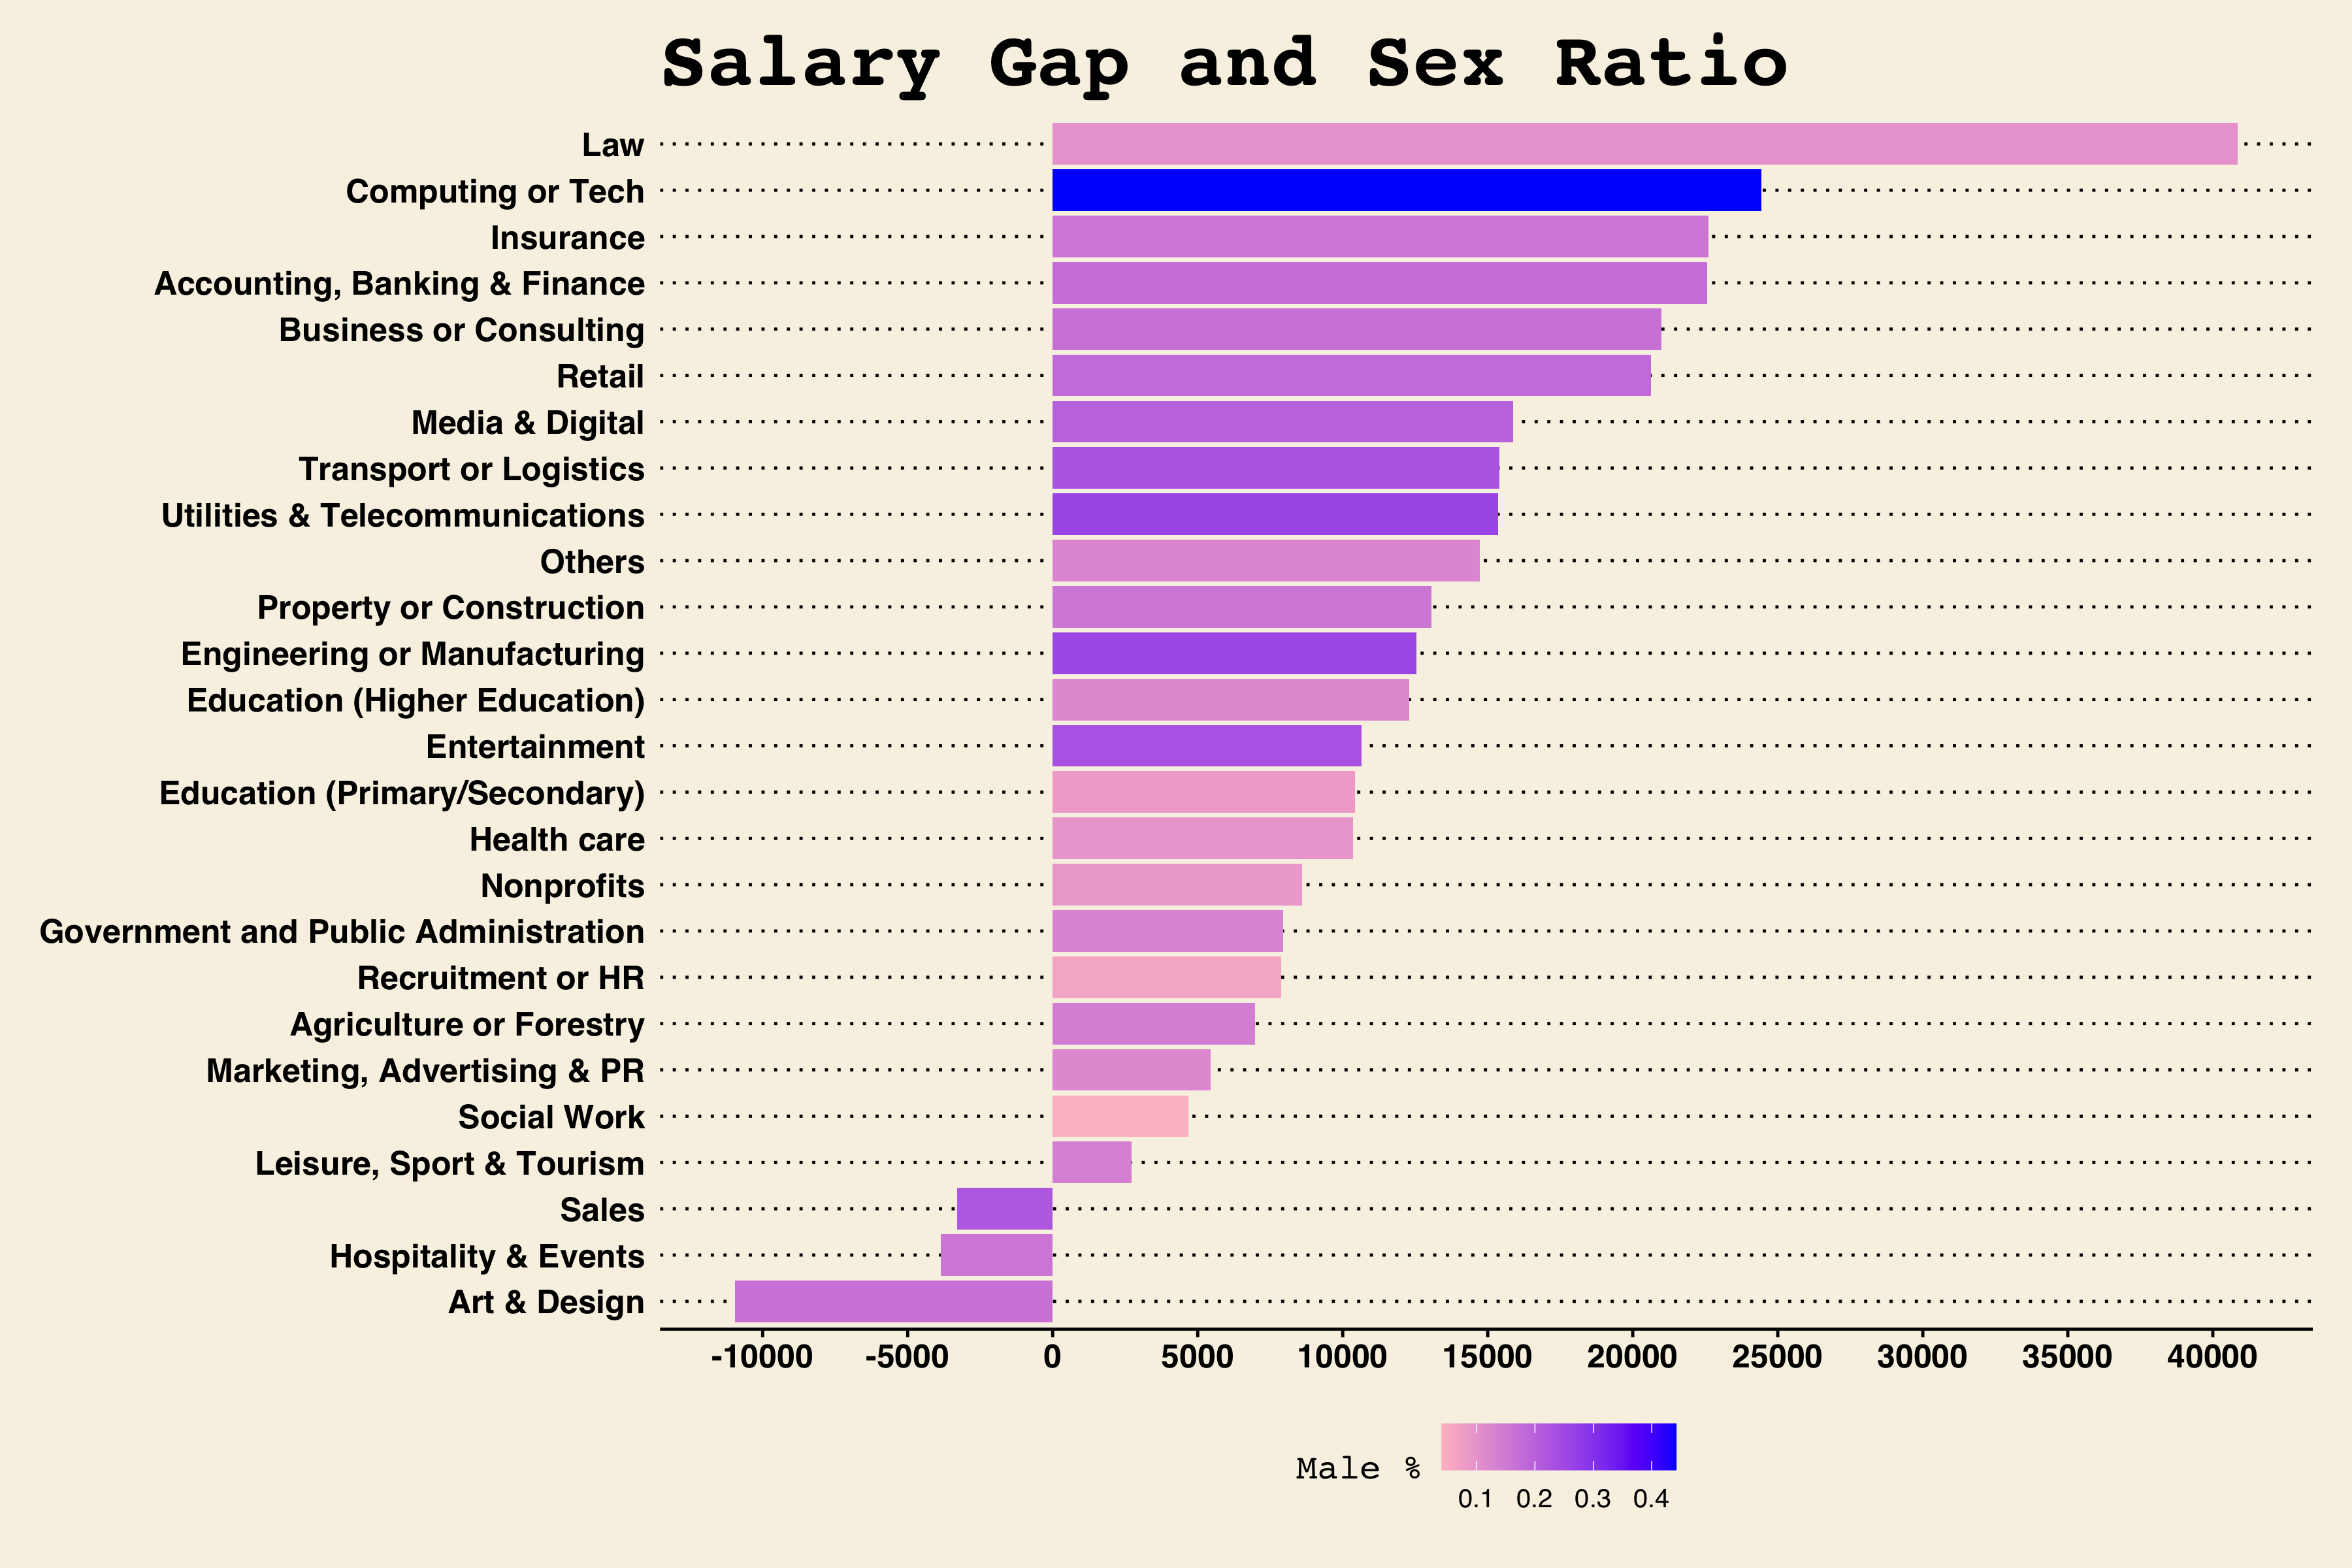 Salary Gap and Sex Ratio
Law
Computing or Tech
Insurance
Accounting, Banking & Finance
Business or Consulting
Retail
Media & Digital
Transport or Logistics
Utilities & Telecommunications
Others
Property or Construction
Engineering or Manufacturing
Education (Higher Education)
Entertainment
Education (Primary/Secondary)
Health care
Nonprofits
Government and Public Administration
Recruitment or HR
Agriculture or Forestry
Marketing, Advertising & PR
Social Work
Leisure, Sport & Tourism
Sales
Hospitality & Events
Art & Design
-10000 -5000 0 5000 10000 15000 20000 25000 30000 35000 40000
Male %
0.1 0.2 0.3 0.4